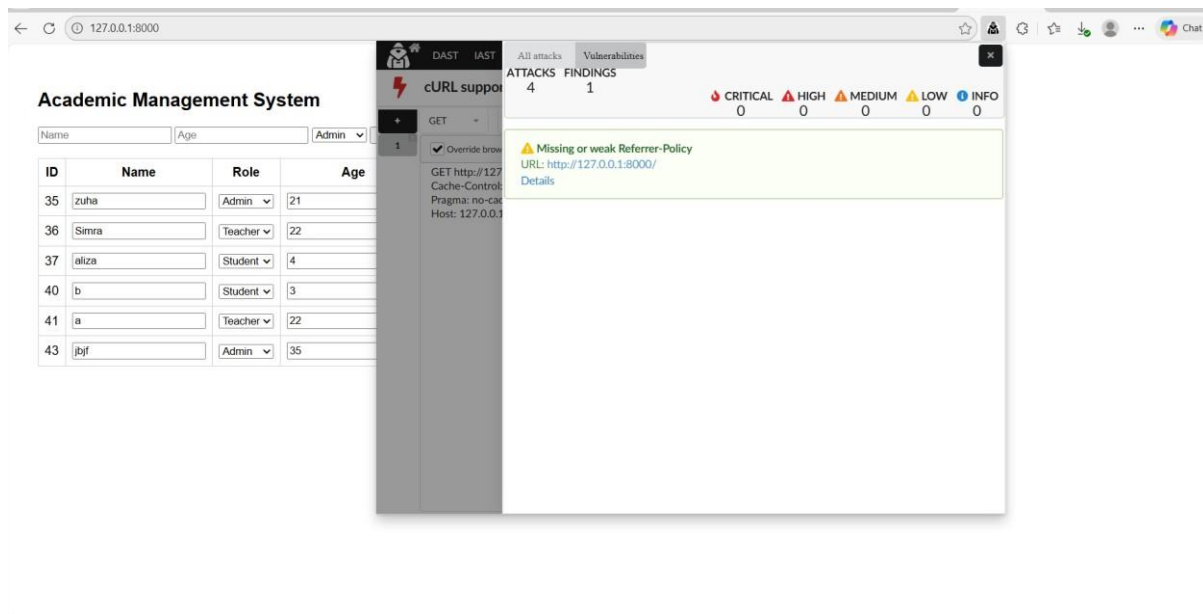 127.0.0.1:8000
Chat
Academic Management System
Name Age Admin
ID Name Role Age
35 zuha Admin 21
36 Simra Teacher 22
37 aliza Student 4
40 b Student 3
41 a Teacher 22
43 jbjf Admin 35
DAST IAST
cURL suppor
+ GET
1 Override brow
GET http://127
Cache-Control:
Pragma: no-cac
Host: 127.0.0.1
All attacks Vulnerabilities ×
ATTACKS FINDINGS
4 1
CRITICAL HIGH MEDIUM LOW INFO
0 0 0 0 0
Missing or weak Referrer-Policy
URL: http://127.0.0.1:8000/
Details